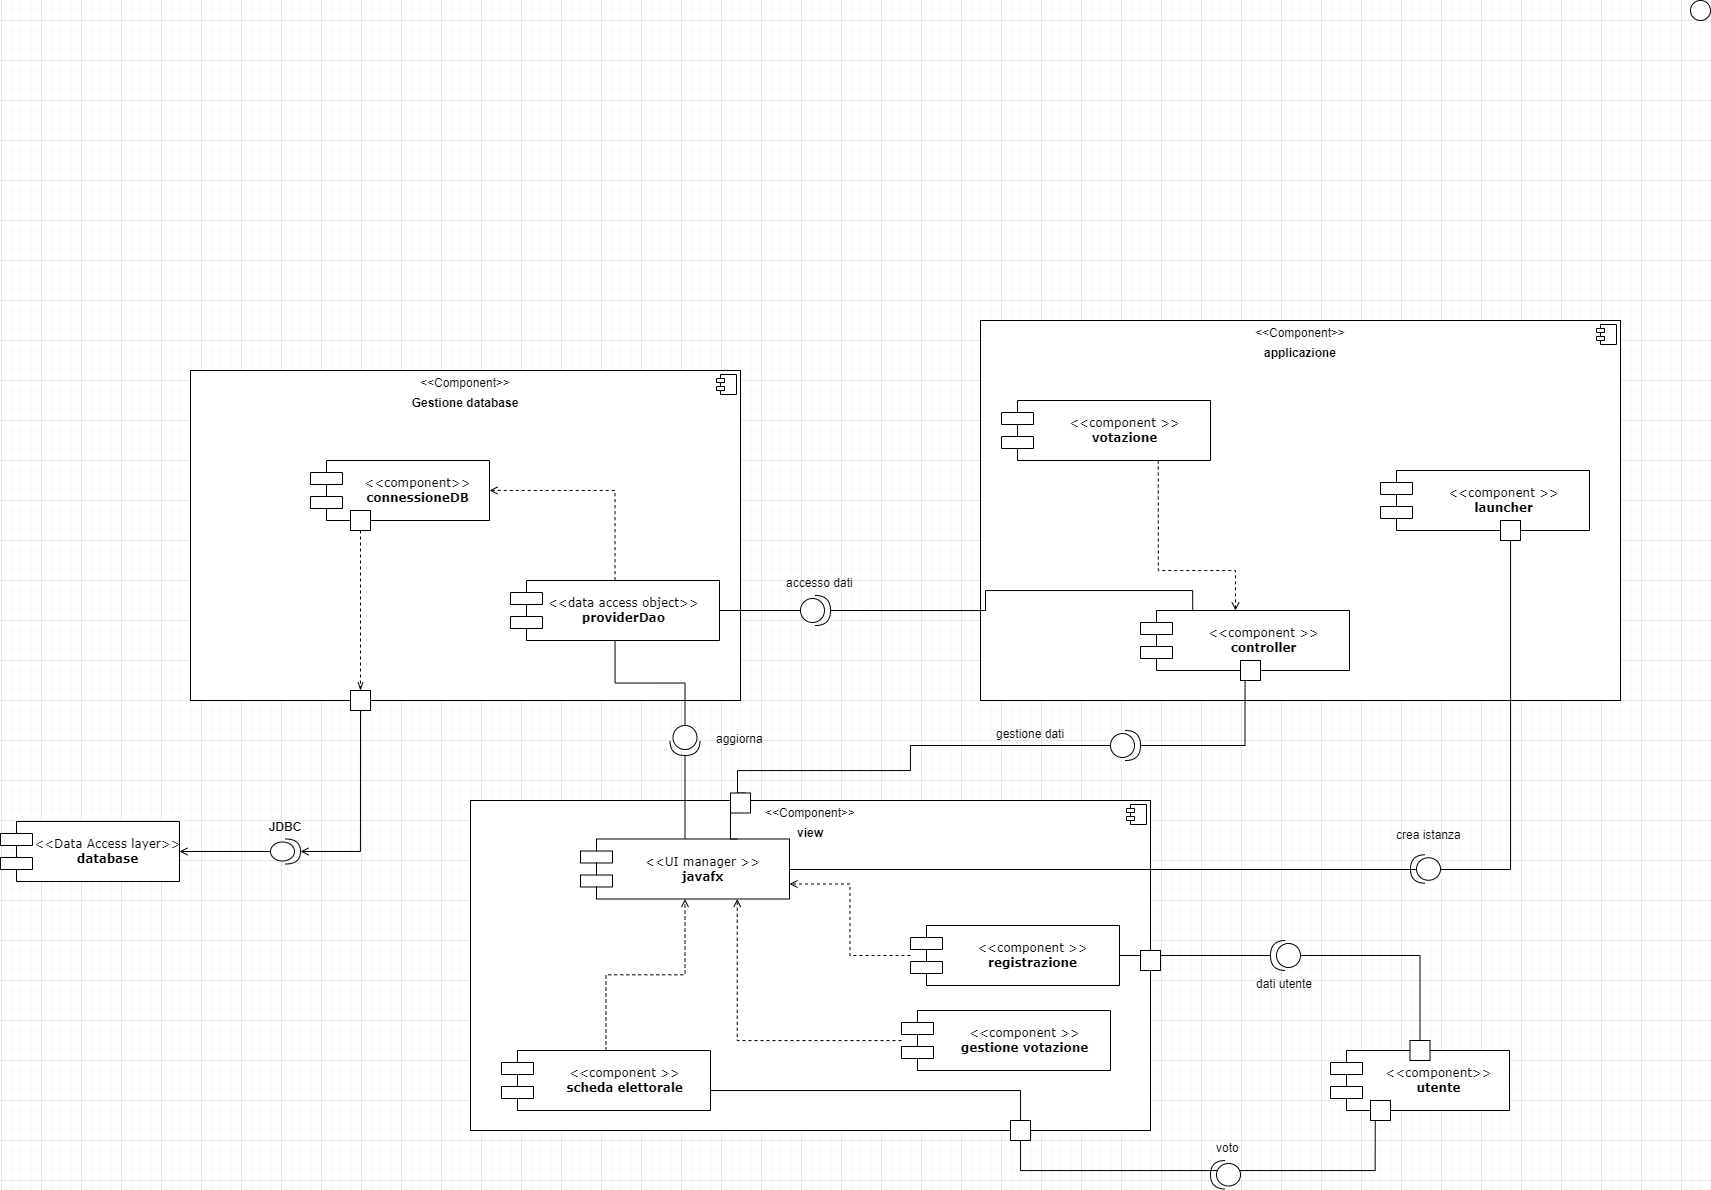 <<Component>>
applicazione
<<Component>>
Gestione database
<<component >>
votazione
<<component>>
connessioneDB
<<component >>
launcher
accesso dati
<<data access object>>
providerDao
<<component >>
controller
gestione dati
aggiorna
<<Component>>
view
JDBC
<<Data Access layer>>
database
crea istanza
<<UI manager >>
javafx
<<component >>
registrazione
dati utente
<<component >>
gestione votazione
<<component >>
scheda elettorale
<<component>>
utente
voto